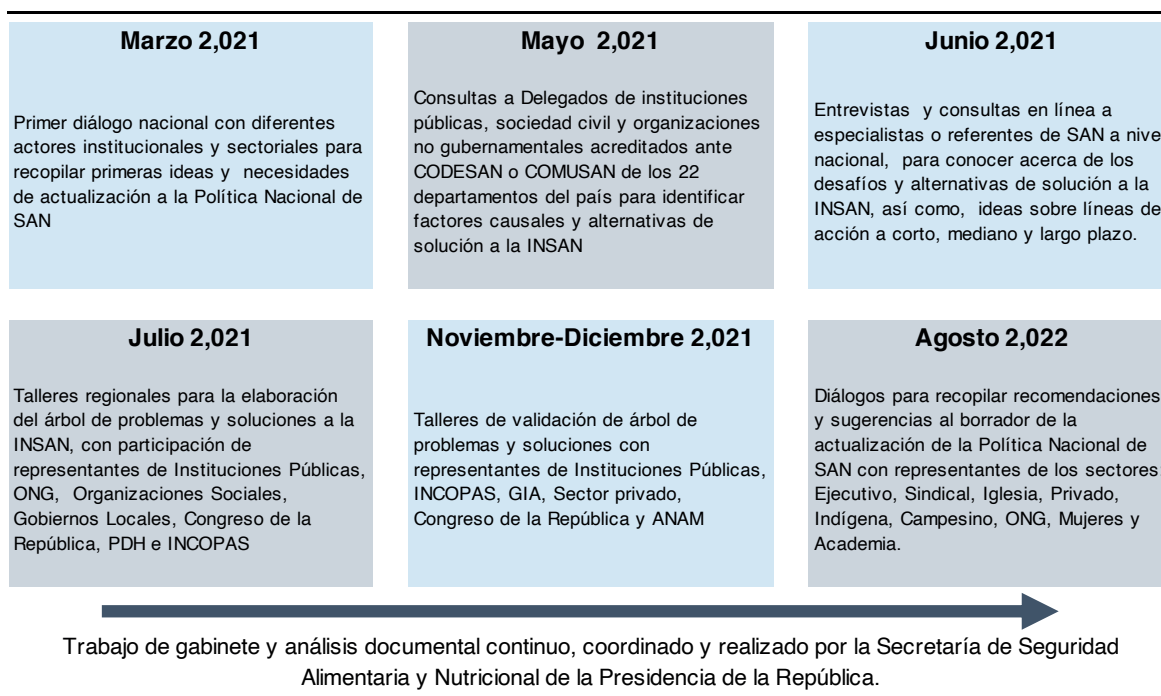 Marzo 2,021
Primer diálogo nacional con diferentes
actores institucionales y sectoriales para
recopilar primeras ideas y necesidades
de actualización a la Política Nacional de
SAN
Mayo 2,021
Consultas a Delegados de instituciones
públicas, sociedad civil y organizaciones
no gubernamentales acreditados ante
CODESAN o COMUSAN de los 22
departamentos del país para identificar
factores causales y alternativas de
solución a la INSAN
Junio 2,021
Entrevistas y consultas en línea a
especialistas o referentes de SAN a nive
nacional, para conocer acerca de los
desafíos y alternativas de solución a la
INSAN, así como, ideas sobre líneas de
acción a corto, mediano y largo plazo.
Julio 2,021
Talleres regionales para la elaboración
del árbol de problemas y soluciones a la
INSAN, con participación de
representantes de Instituciones Públicas,
ONG, Organizaciones Sociales,
Gobiernos Locales, Congreso de la
República, PDH e INCOPAS
Noviembre-Diciembre 2,021
Talleres de validación de árbol de
problemas y soluciones con
representantes de Instituciones Públicas,
INCOPAS, GIA, Sector privado,
Congreso de la República y ANAM
Agosto 2,022
Diálogos para recopilar recomendaciones
y sugerencias al borrador de la
actualización de la Política Nacional de
SAN con representantes de los sectores
Ejecutivo, Sindical, Iglesia, Privado,
Indígena, Campesino, ONG, Mujeres y
Academia.
Trabajo de gabinete y análisis documental continuo, coordinado y realizado por la Secretaría de Seguridad
Alimentaria y Nutricional de la Presidencia de la República.